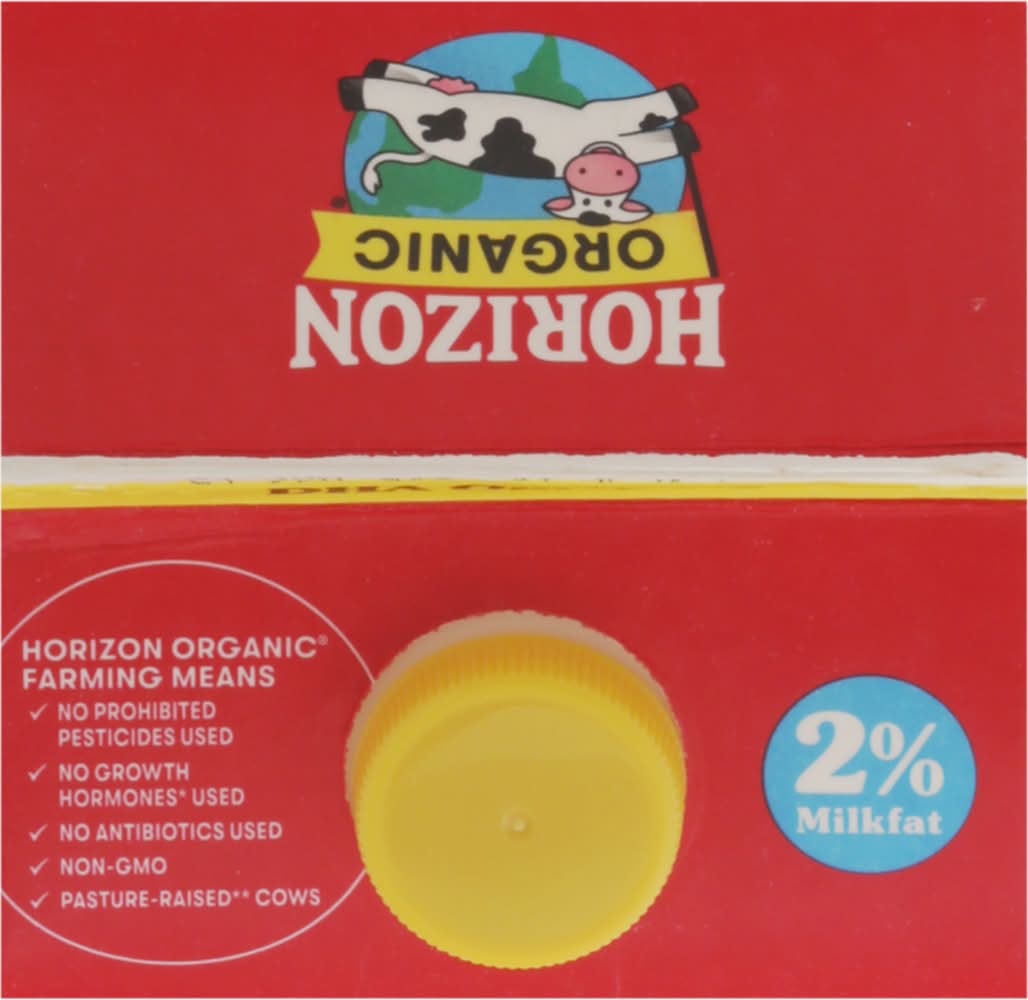 ORGANIC
HORIZON
DHA
HORIZON ORGANIC®
FARMING MEANS
✓ NO PROHIBITED
PESTICIDES USED
✓ NO GROWTH
HORMONES* USED
✓ NO ANTIBIOTICS USED
✓ NON-GMO
✓ PASTURE-RAISED** COWS
2%
Milkfat